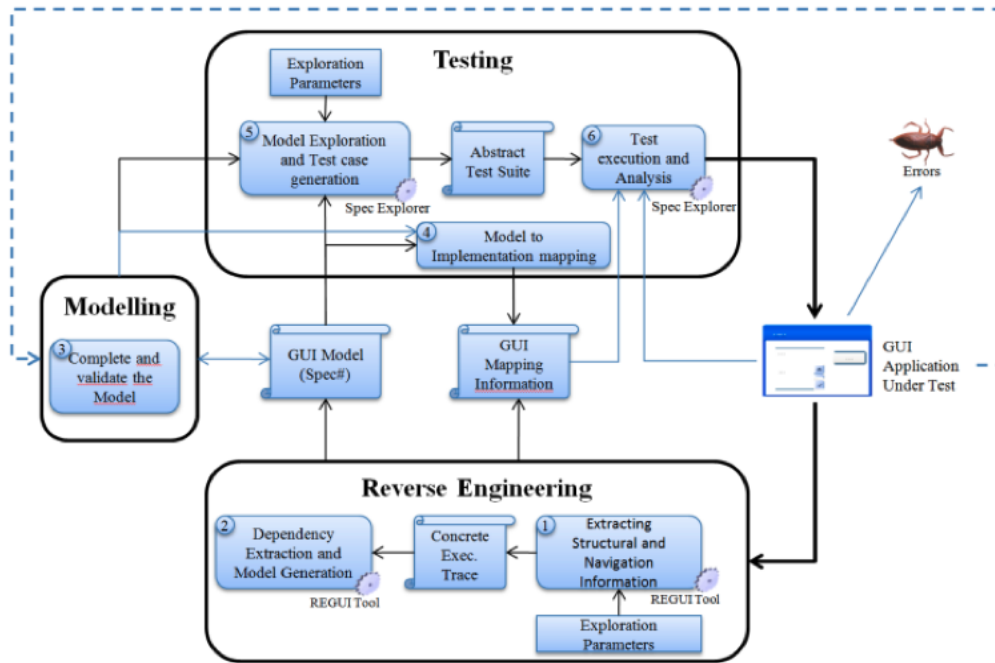 Testing
Exploration
Parameters
5
Model Exploration
and Test case
generation
Spec Explorer
Abstract
Test Suite
6
Test
execution and
Analysis
Spec Explorer
Errors
4
Model to
Implementation mapping
Modelling
3
Complete and
validate the
Model
GUI Model
(Spec#)
GUI
Mapping
Information
GUI
Application
Under Test
Reverse Engineering
2
Dependency
Extraction and
Model Generation
REGUI Tool
Concrete
Exec.
Trace
1
Extracting
Structural and
Navigation
Information
REGUI Tool
Exploration
Parameters